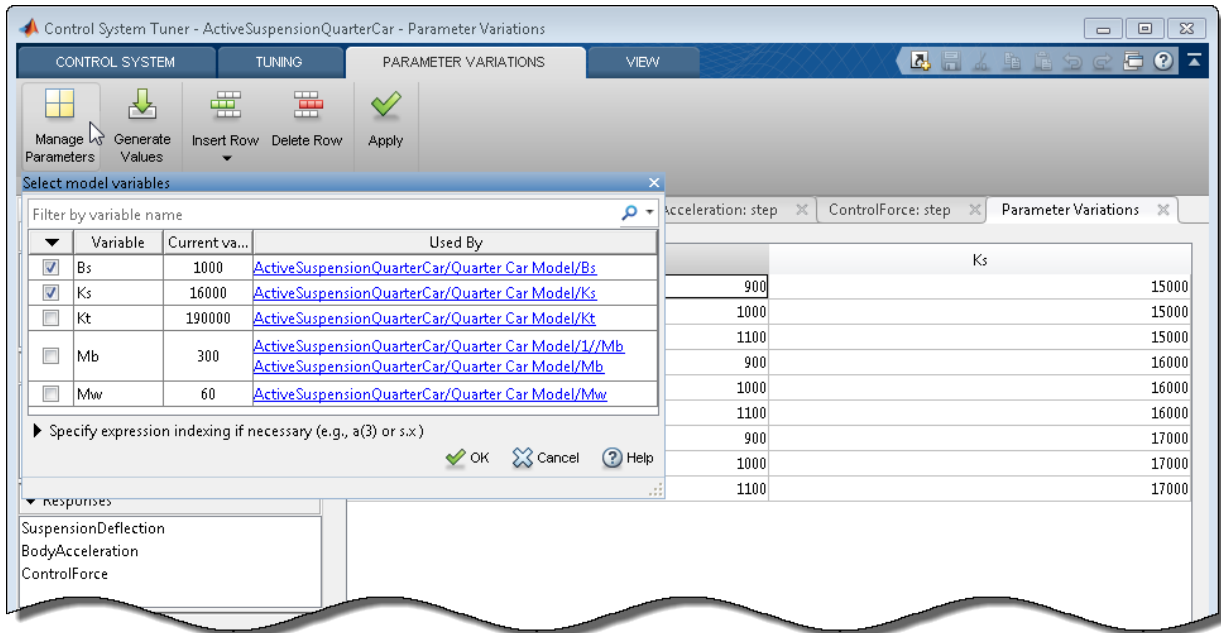 Control System Tuner - ActiveSuspensionQuarterCar - Parameter Variations
CONTROL SYSTEM TUNING PARAMETER VARIATIONS VIEW
Manage Parameters
Generate Values
Insert Row
Delete Row
Apply
Select model variables
Filter by variable name
Acceleration: step ControlForce: step Parameter Variations
Variable Current va... Used By
Bs 1000 ActiveSuspensionQuarterCar/Quarter Car Model/Bs
Ks 16000 ActiveSuspensionQuarterCar/Quarter Car Model/Ks
Kt 190000 ActiveSuspensionQuarterCar/Quarter Car Model/Kt
Mb 300 ActiveSuspensionQuarterCar/Quarter Car Model/1//Mb
ActiveSuspensionQuarterCar/Quarter Car Model/Mb
Mw 60 ActiveSuspensionQuarterCar/Quarter Car Model/Mw
Specify expression indexing if necessary (e.g., a(3) or s.x)
OK Cancel Help
Ks
900 15000
1000 15000
1100 15000
900 16000
1000 16000
1100 16000
900 17000
1000 17000
1100 17000
Responses
SuspensionDeflection
BodyAcceleration
ControlForce